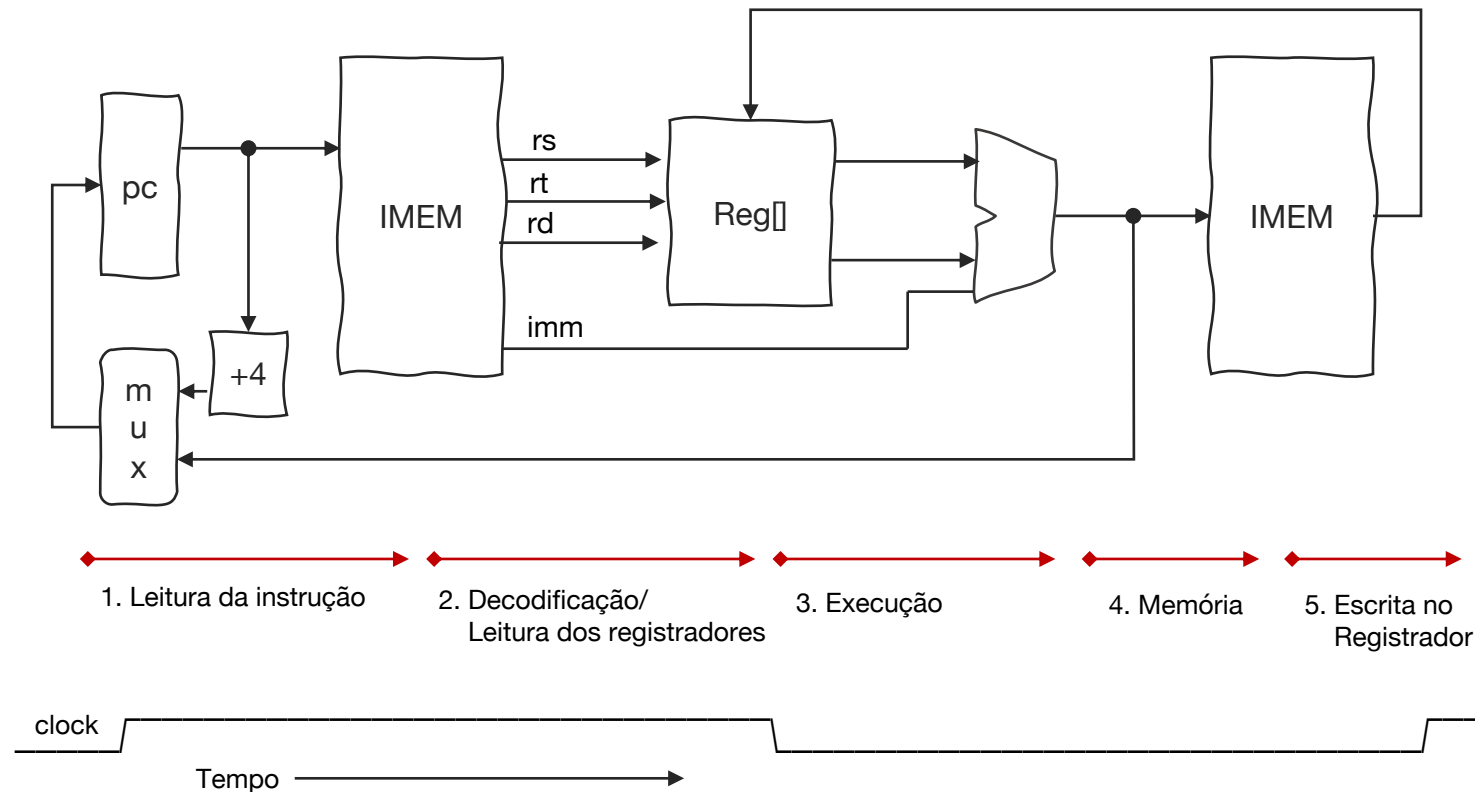 pc
IMEM
rs
rt
rd
imm
Reg[]
IMEM
+4
m
u
x
1. Leitura da instrução
2. Decodificação/
Leitura dos registradores
3. Execução
4. Memória
5. Escrita no
Registrador
clock
Tempo